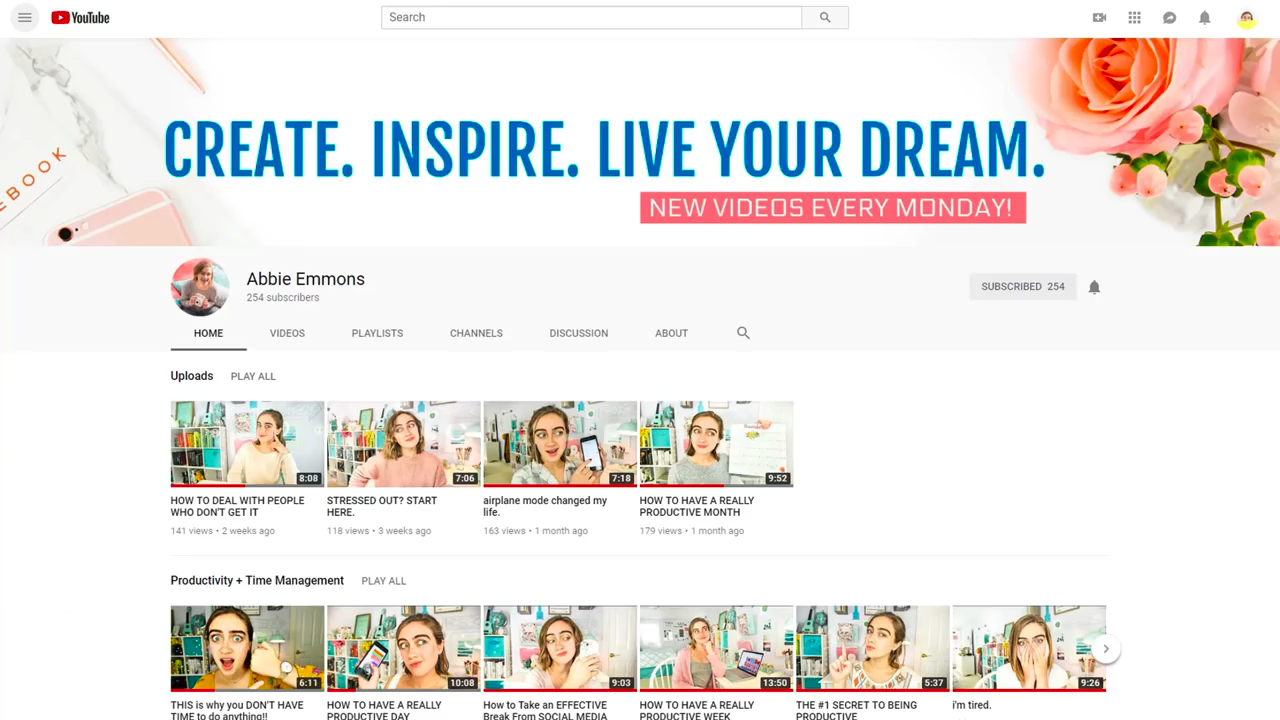 YouTube
Search
EBOOK
CREATE. INSPIRE. LIVE YOUR DREAM.
NEW VIDEOS EVERY MONDAY!
Abbie Emmons
254 subscribers
SUBSCRIBED 254
HOME VIDEOS PLAYLISTS CHANNELS DISCUSSION ABOUT
Uploads PLAY ALL
8:08 7:06 7:18 9:52
HOW TO DEAL WITH PEOPLE
WHO DON'T GET IT
141 views • 2 weeks ago
STRESSED OUT? START
HERE.
118 views • 3 weeks ago
airplane mode changed my
life.
163 views • 1 month ago
HOW TO HAVE A REALLY
PRODUCTIVE MONTH
179 views • 1 month ago
Productivity + Time Management PLAY ALL
6:11 10:08 9:03 13:50 5:37 9:26
THIS is why you DON'T HAVE
TIME to do anything!!
HOW TO HAVE A REALLY
PRODUCTIVE DAY
How to Take an EFFECTIVE
Break From SOCIAL MEDIA
HOW TO HAVE A REALLY
PRODUCTIVE WEEK
THE #1 SECRET TO BEING
PRODUCTIVE
i'm tired.